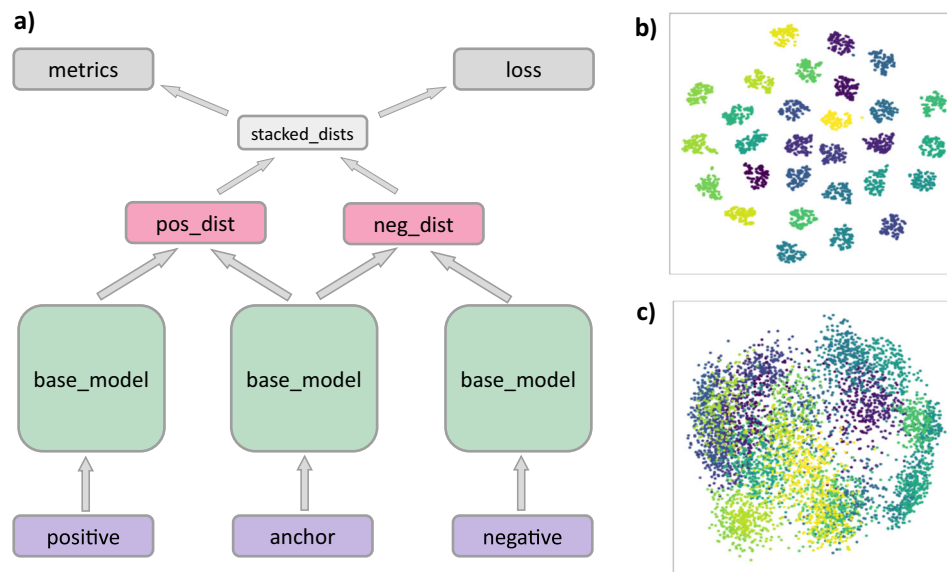 a)
metrics
loss
stacked_dists
pos_dist
neg_dist
base_model
base_model
base_model
positive
anchor
negative
b)
c)